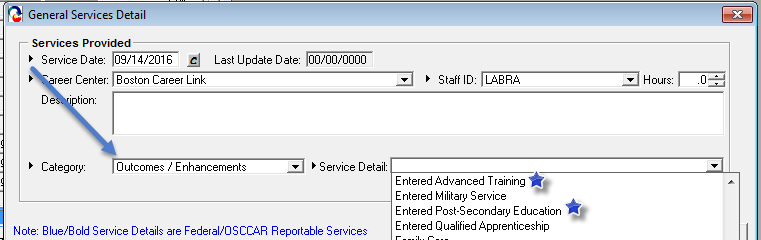 General Services Detail
Services Provided
Service Date: 09/14/2016 Last Update Date: 00/00/0000
Career Center: Boston Career Link Staff ID: LABRA Hours: .0
Description:
Category: Outcomes / Enhancements Service Detail:
Entered Advanced Training
Entered Military Service
Entered Post-Secondary Education
Entered Qualified Apprenticeship
Family Care
Note: Blue/Bold Service Details are Federal/OSCCAR Reportable Services